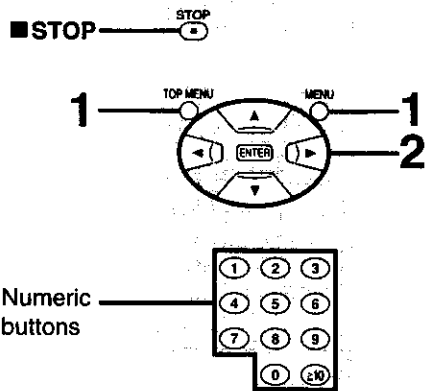 STOP
■STOP
TOP MENU MENU
1 1
ENTER
2
1 2 3
Numeric
4 5 6
buttons
7 8 9
0 ≥10